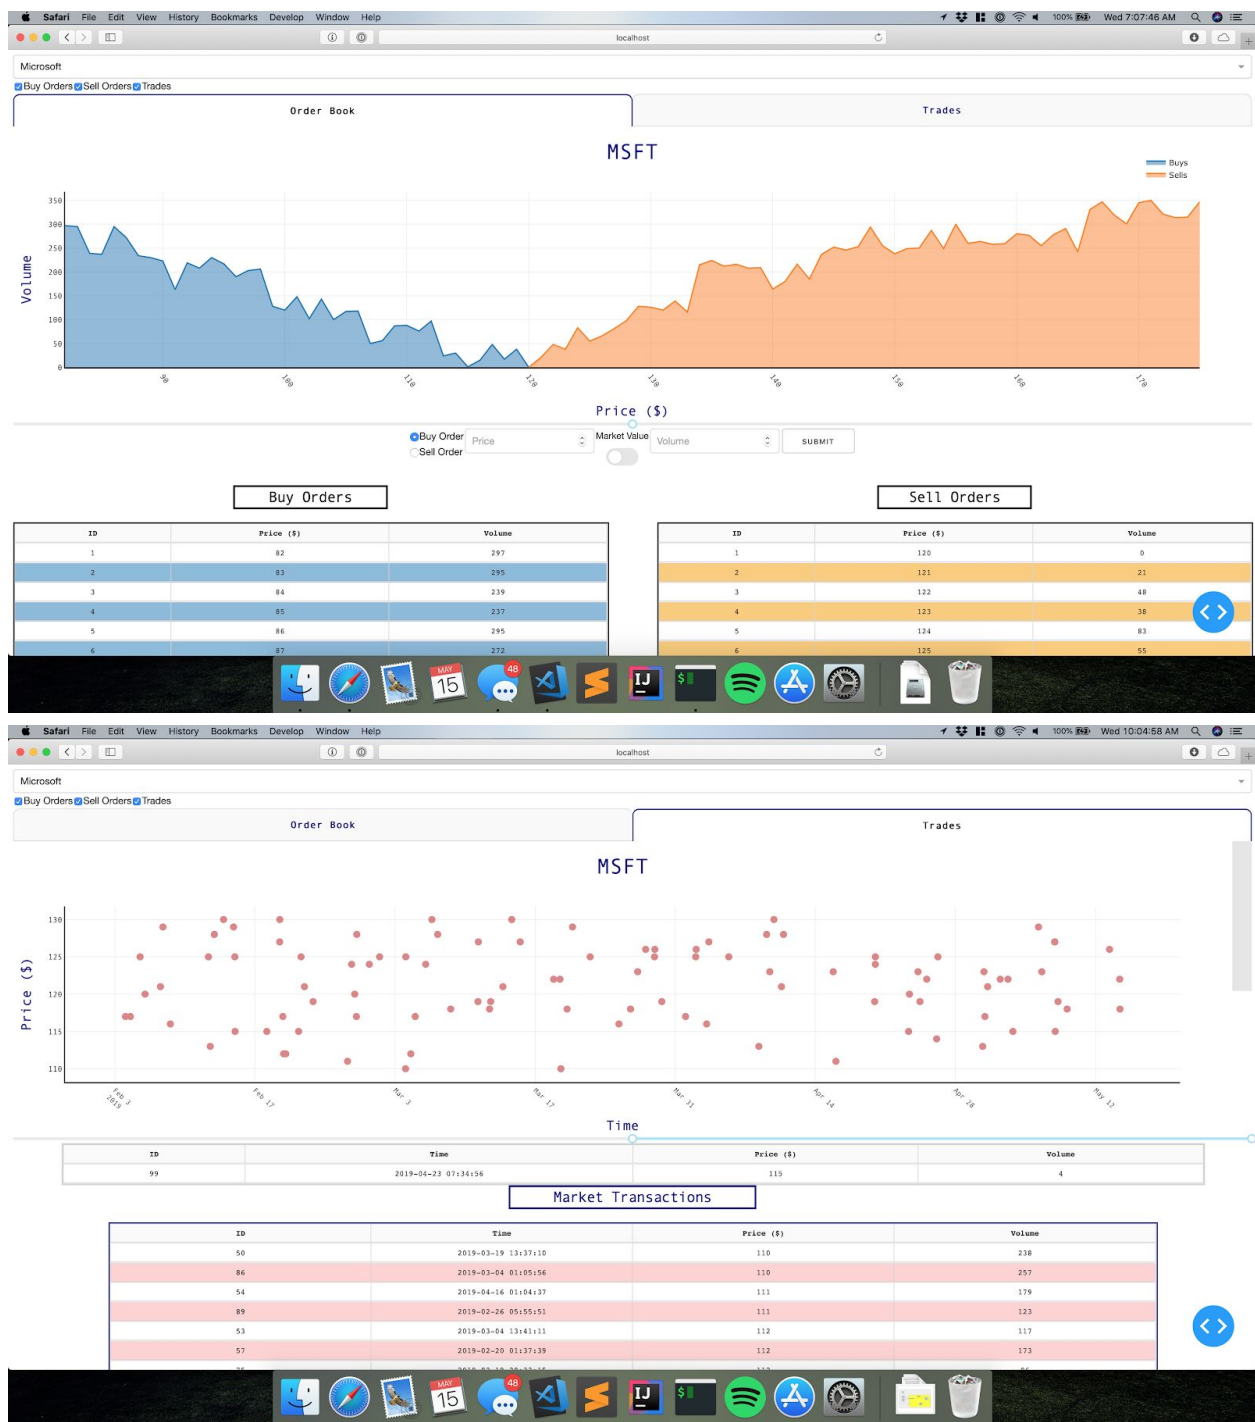 Safari File Edit View History Bookmarks Develop Window Help 100% Wed 7:07:46 AM
localhost
Microsoft
Buy Orders Sell Orders Trades
Order Book Trades
MSFT
Buys
Sells
350
300
250
200
150
100
50
0
Volume
90 100 110 120 130 140 150 160 170
Price ($)
Buy Order Price Market Value Volume SUBMIT
Sell Order
Buy Orders Sell Orders
ID Price ($) Volume ID Price ($) Volume
1 82 297 1 120 0
2 83 295 2 121 21
3 84 239 3 122 48
4 85 237 4 123 38
5 86 295 5 124 83
6 87 272 6 125 55
MAY
15
48
IJ
$
Safari File Edit View History Bookmarks Develop Window Help 100% Wed 10:04:58 AM
localhost
Microsoft
Buy Orders Sell Orders Trades
Order Book Trades
MSFT
130
125
120
115
110
Price ($)
Feb 3 Feb 17 Mar 3 Mar 17 Mar 31 Apr 14 Apr 28 May 12
2019
Time
ID Time Price ($) Volume
99 2019-04-23 07:34:56 115 4
Market Transactions
ID Time Price ($) Volume
50 2019-03-19 13:37:10 110 238
86 2019-03-04 01:05:56 110 257
54 2019-04-16 01:04:37 111 179
89 2019-02-26 05:55:51 111 123
53 2019-03-04 13:41:11 112 117
57 2019-02-20 01:37:39 112 173
MAY
15
48
IJ
$